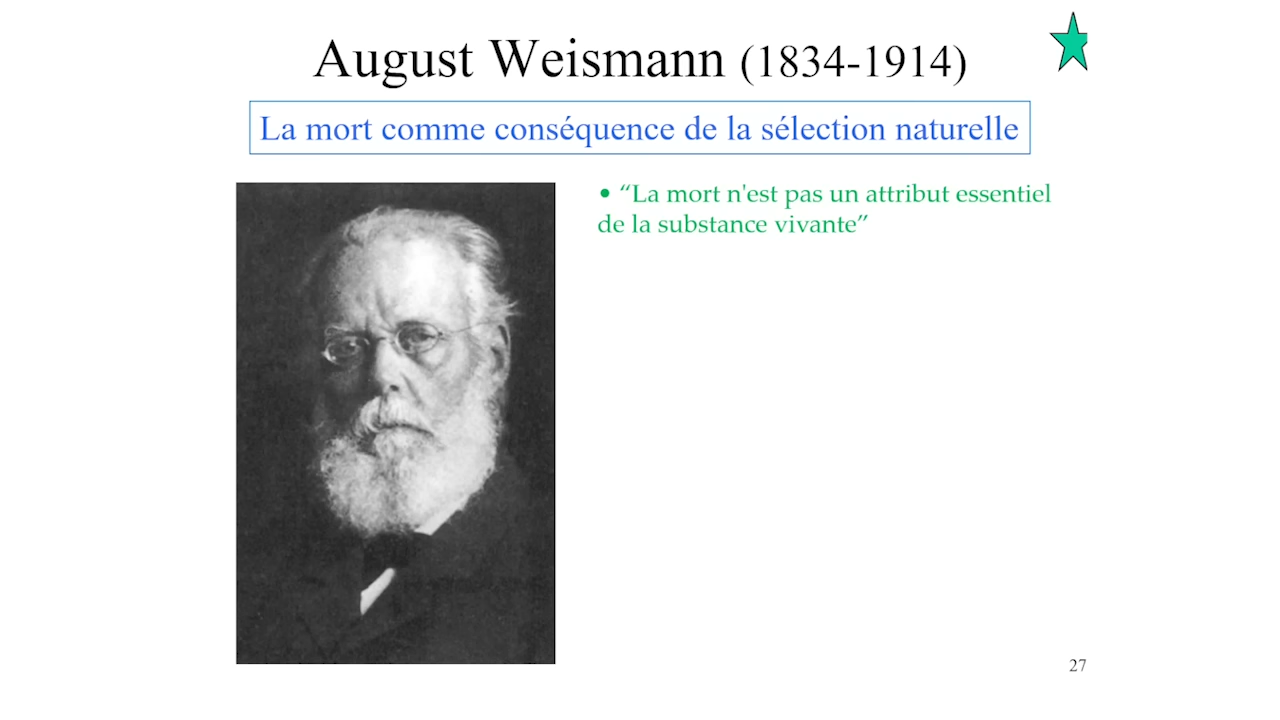 August Weismann (1834-1914)
La mort comme conséquence de la sélection naturelle
• “La mort n'est pas un attribut essentiel
de la substance vivante”
27